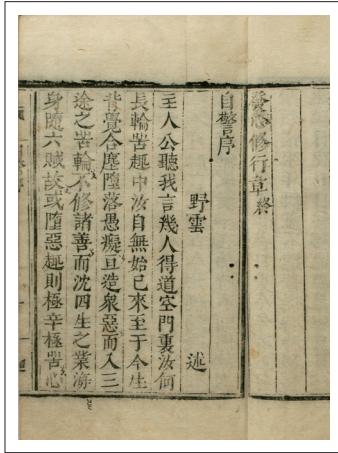 發心修行章 終
自警序
野雲 述
主人公聽我言幾人得道空門裏汝何
長輪苦趣中汝自無始已來至于今生
背覺合塵墮落愚癡旦造衆惡而入三
途之苦輪不修諸善而沈四生之業海
身隨六賊故或墮惡趣則極辛極苦心